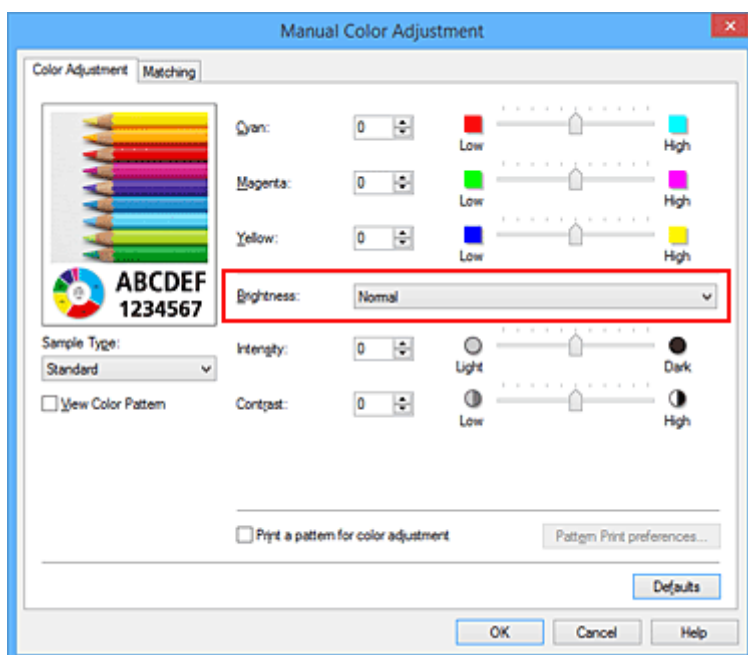 Manual Color Adjustment
Color Adjustment
Matching
Cyan: 0
Low High
Magenta: 0
Low High
Yellow: 0
Low High
ABCDEF
1234567
Brightness: Normal
Sample Type:
Standard
View Color Pattern
Intensity: 0
Light Dark
Contrast: 0
Low High
Print a pattern for color adjustment
Pattern Print preferences...
Defaults
OK Cancel Help